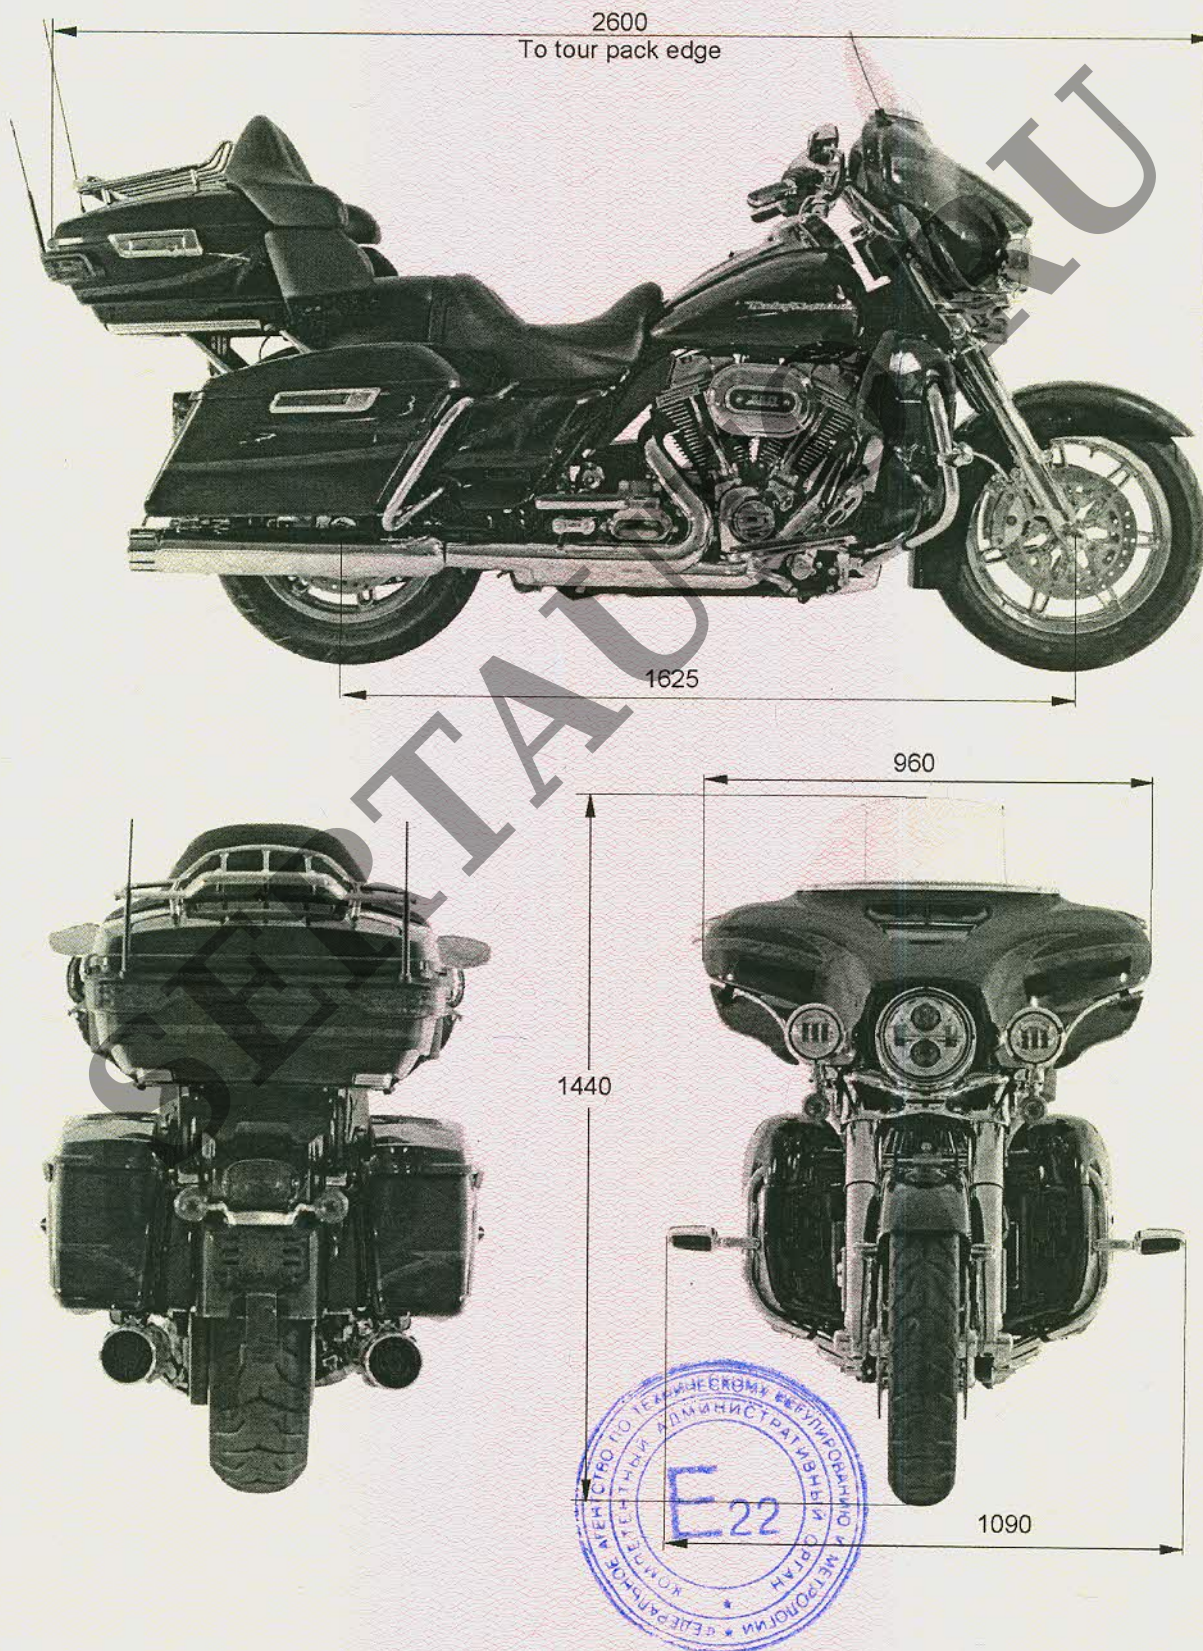 2600
To tour pack edge
Harley-Davidson
1625
960
1440
1090
SERTAUTO.RU
ФЕДЕРАЛЬНОЕ АГЕНТСТВО ПО ТЕХНИЧЕСКОМУ РЕГУЛИРОВАНИЮ И МЕТРОЛОГИИ
КОМПЕТЕНТНЫЙ АДМИНИСТРАТИВНЫЙ ОРГАН
E22